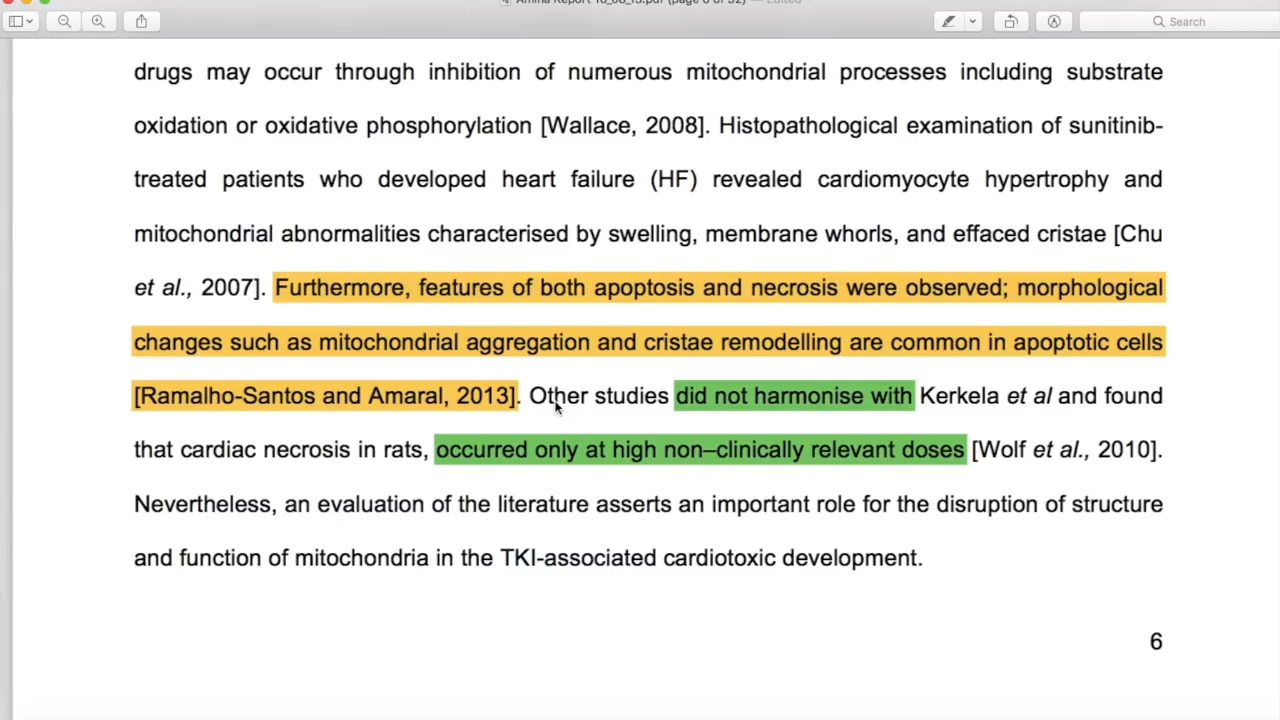 Search
drugs may occur through inhibition of numerous mitochondrial processes including substrate
oxidation or oxidative phosphorylation [Wallace, 2008]. Histopathological examination of sunitinib-
treated patients who developed heart failure (HF) revealed cardiomyocyte hypertrophy and
mitochondrial abnormalities characterised by swelling, membrane whorls, and effaced cristae [Chu
et al., 2007]. Furthermore, features of both apoptosis and necrosis were observed; morphological
changes such as mitochondrial aggregation and cristae remodelling are common in apoptotic cells
[Ramalho-Santos and Amaral, 2013]. Other studies did not harmonise with Kerkela et al and found
that cardiac necrosis in rats, occurred only at high non–clinically relevant doses [Wolf et al., 2010].
Nevertheless, an evaluation of the literature asserts an important role for the disruption of structure
and function of mitochondria in the TKI-associated cardiotoxic development.
6